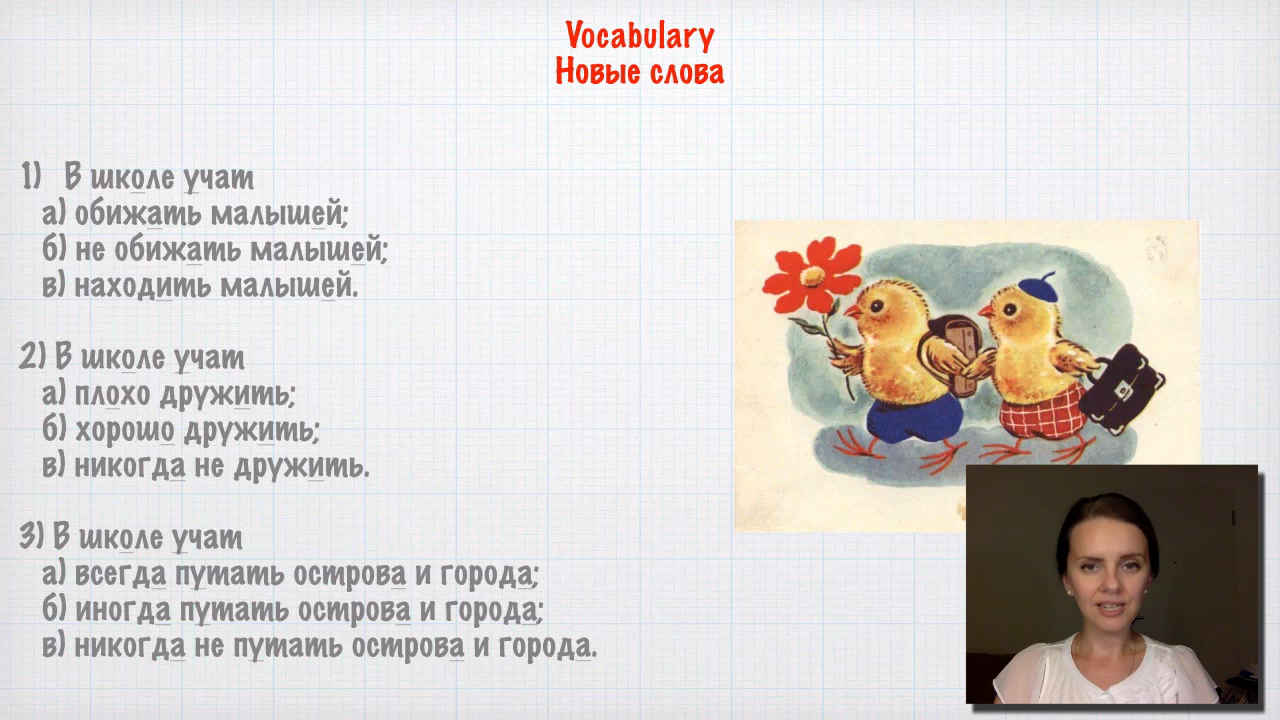 Vocabulary
Новые слова
1) В школе учат
а) обижать малышей;
б) не обижать малышей;
в) находить малышей.
2) В школе учат
а) плохо дружить;
б) хорошо дружить;
в) никогда не дружить.
3) В школе учат
а) всегда путать острова и города;
б) иногда путать острова и города;
в) никогда не путать острова и города.